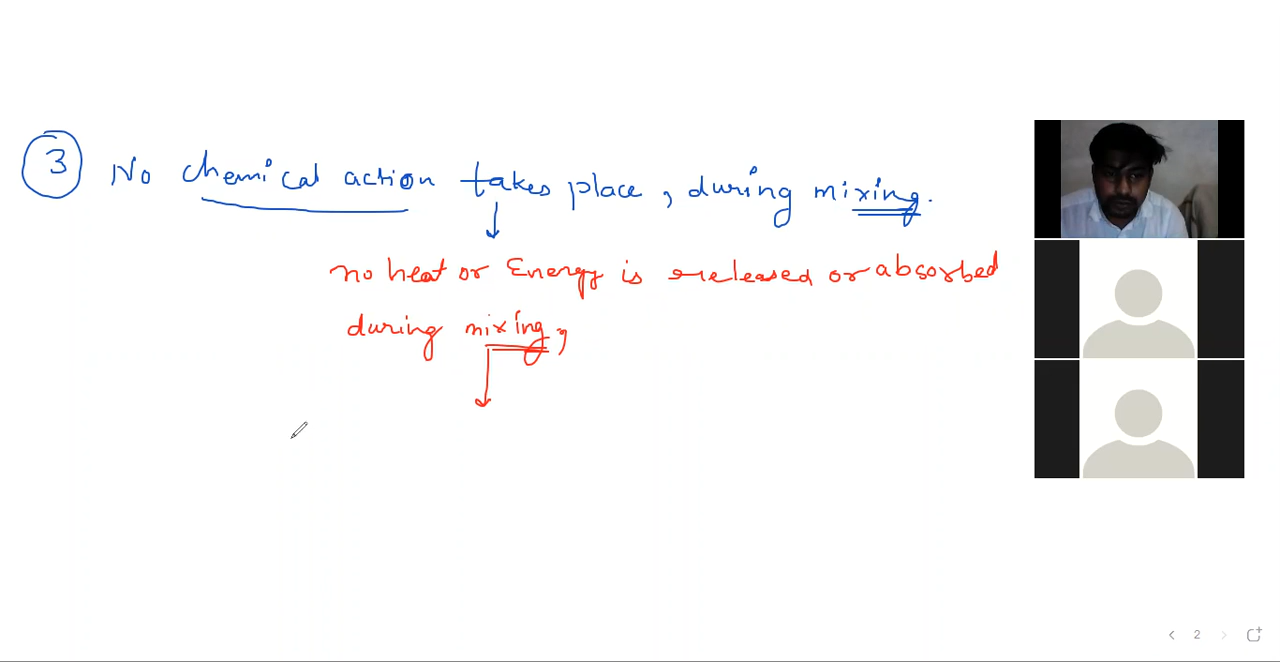 3 No chemical action takes place, during mixing.
no heat or Energy is released or absorbed
during mixing,
2